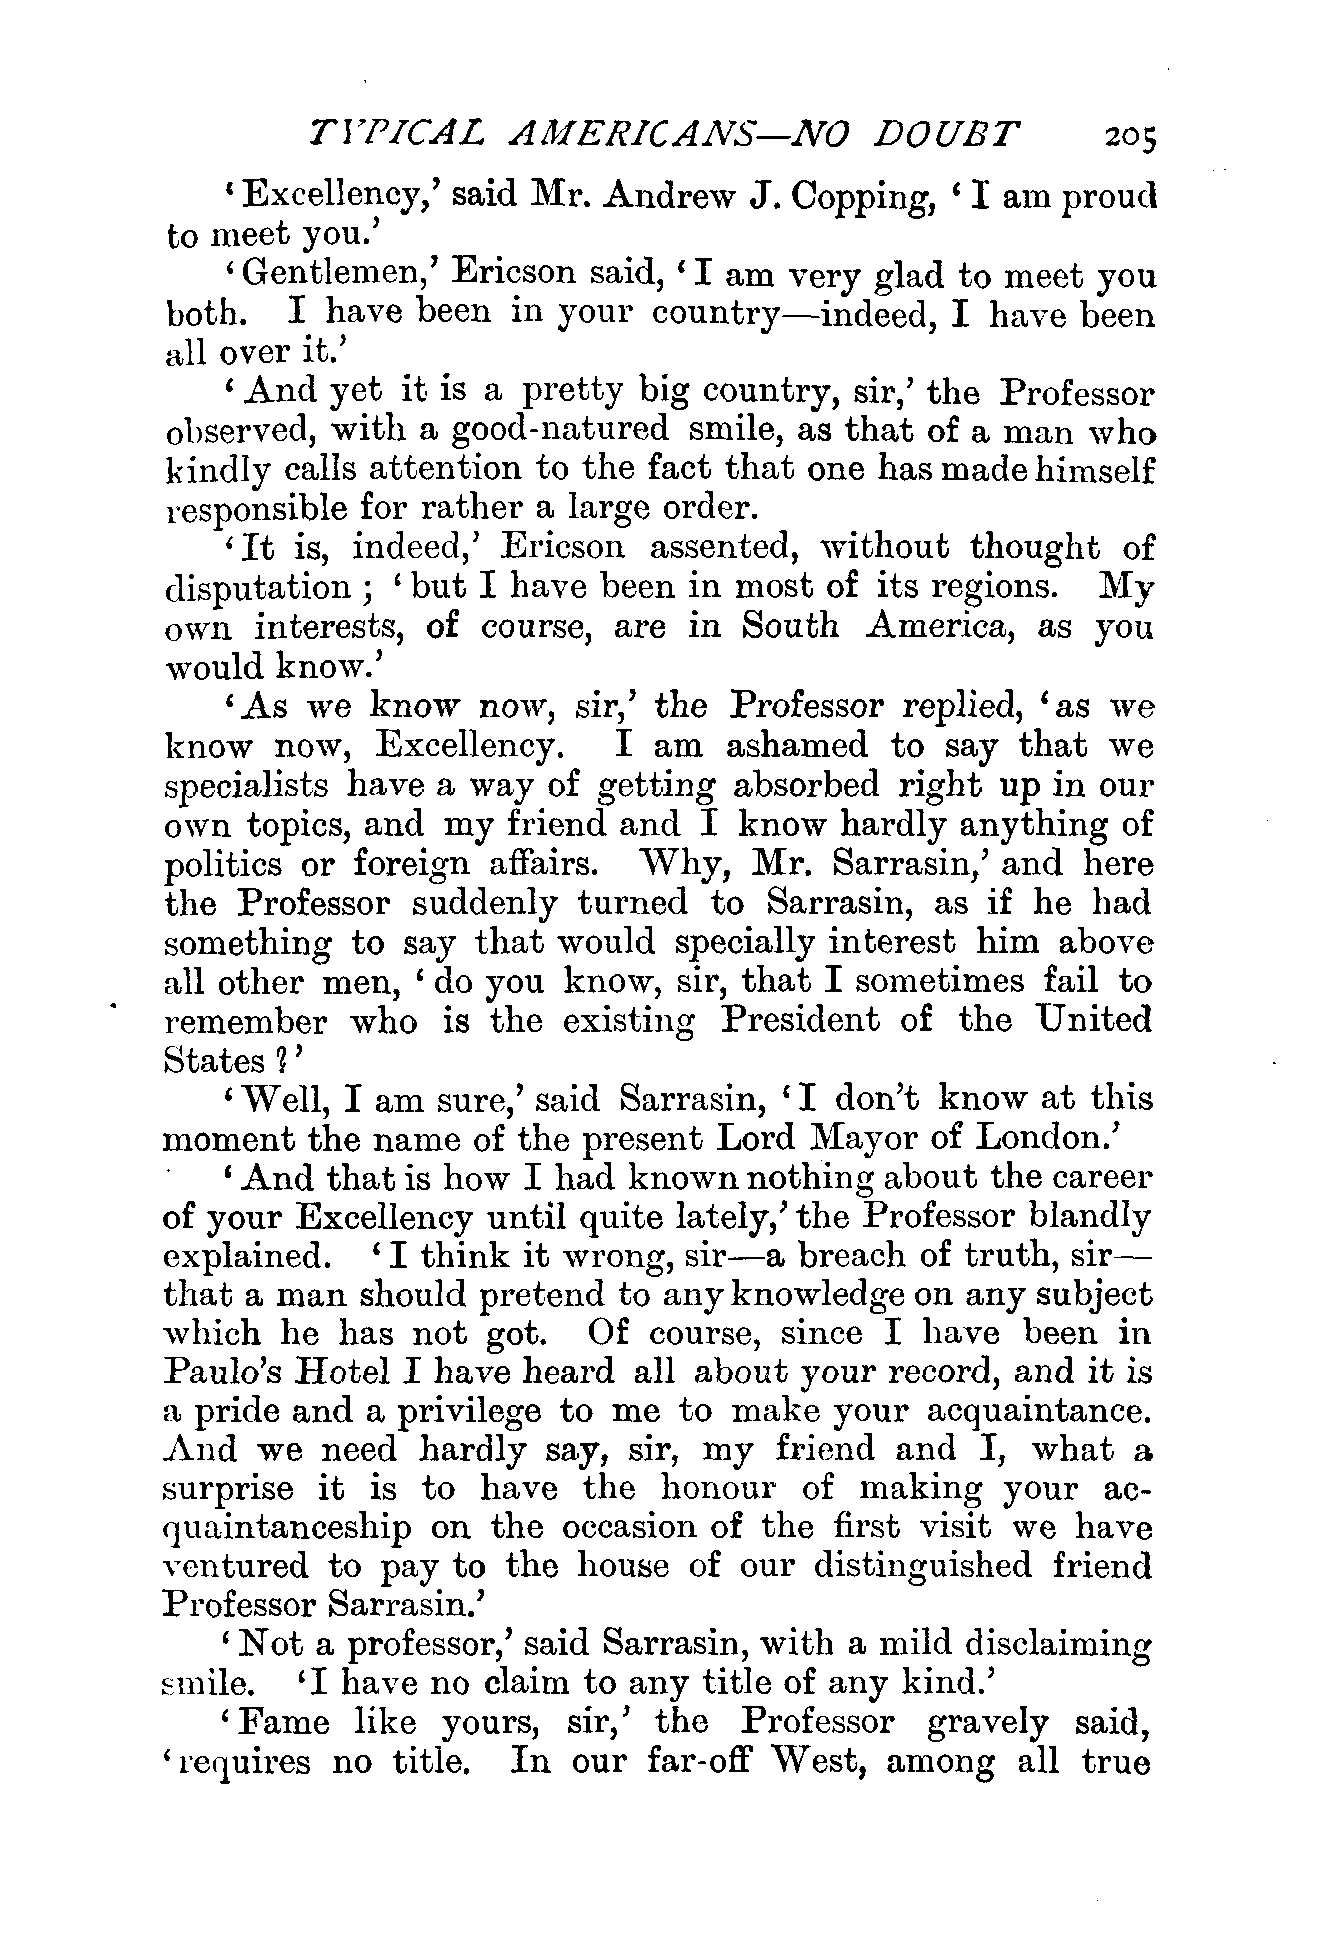 TYPICAL AMERICANS—NO DOUBT 205
‘Excellency,’ said Mr. Andrew J. Copping, ‘I am proud
to meet you.’
‘Gentlemen,’ Ericson said, ‘I am very glad to meet you
both. I have been in your country—indeed, I have been
all over it.’
‘And yet it is a pretty big country, sir,’ the Professor
observed, with a good-natured smile, as that of a man who
kindly calls attention to the fact that one has made himself
responsible for rather a large order.
‘It is, indeed,’ Ericson assented, without thought of
disputation; ‘but I have been in most of its regions. My
own interests, of course, are in South America, as you
would know.’
‘As we know now, sir,’ the Professor replied, ‘as we
know now, Excellency. I am ashamed to say that we
specialists have a way of getting absorbed right up in our
own topics, and my friend and I know hardly anything of
politics or foreign affairs. Why, Mr. Sarrasin,’ and here
the Professor suddenly turned to Sarrasin, as if he had
something to say that would specially interest him above
all other men, ‘do you know, sir, that I sometimes fail to
remember who is the existing President of the United
States?’
‘Well, I am sure,’ said Sarrasin, ‘I don’t know at this
moment the name of the present Lord Mayor of London.’
‘And that is how I had known nothing about the career
of your Excellency until quite lately,’ the Professor blandly
explained. ‘I think it wrong, sir—a breach of truth, sir—
that a man should pretend to any knowledge on any subject
which he has not got. Of course, since I have been in
Paulo’s Hotel I have heard all about your record, and it is
a pride and a privilege to me to make your acquaintance.
And we need hardly say, sir, my friend and I, what a
surprise it is to have the honour of making your ac-
quaintanceship on the occasion of the first visit we have
ventured to pay to the house of our distinguished friend
Professor Sarrasin.’
‘Not a professor,’ said Sarrasin, with a mild disclaiming
smile. ‘I have no claim to any title of any kind.’
‘Fame like yours, sir,’ the Professor gravely said,
‘requires no title. In our far-off West, among all true